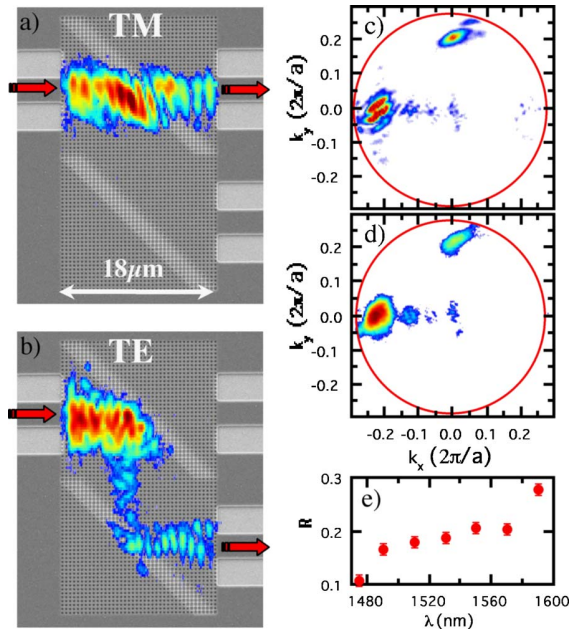 a) TM
18μm
b) TE
c)
0.2
0.1
0.0
-0.1
-0.2
k_y (2π/a)
d)
0.2
0.1
0.0
-0.1
-0.2
k_y (2π/a)
-0.2 -0.1 0.0 0.1 0.2
k_x (2π/a)
e)
0.3
0.2
0.1
R
1480 1520 1560 1600
λ(nm)